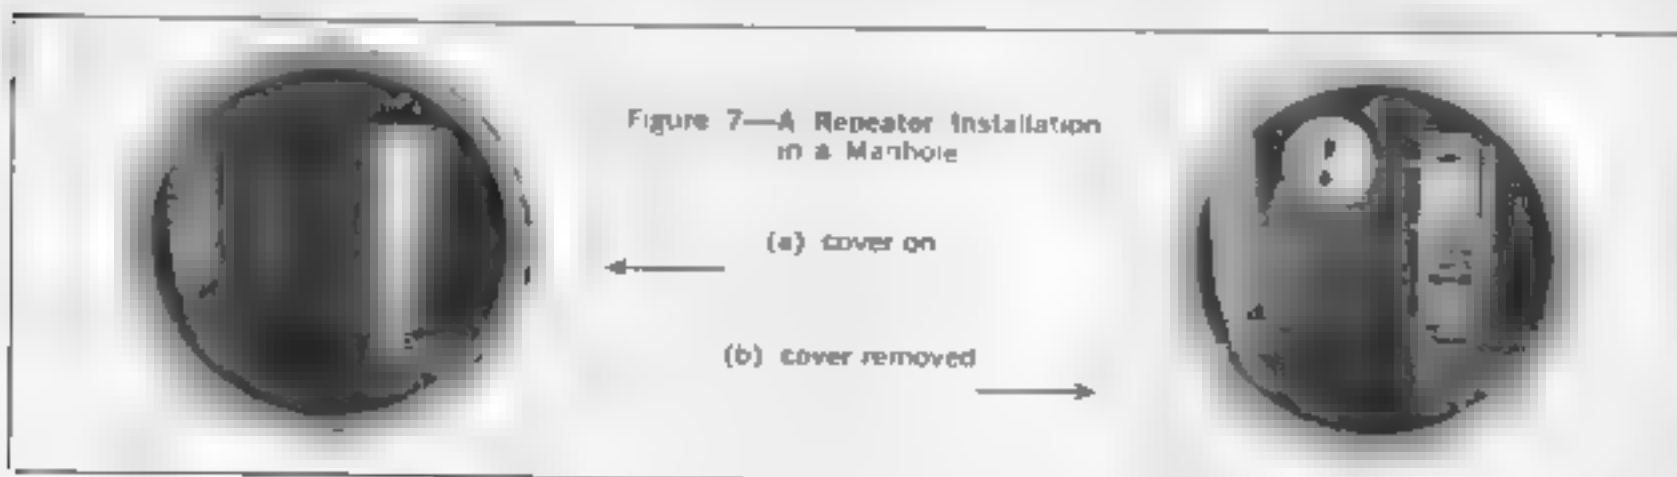 Figure 7—A Repeater Installation
in a Manhole
(a) cover on
(b) cover removed